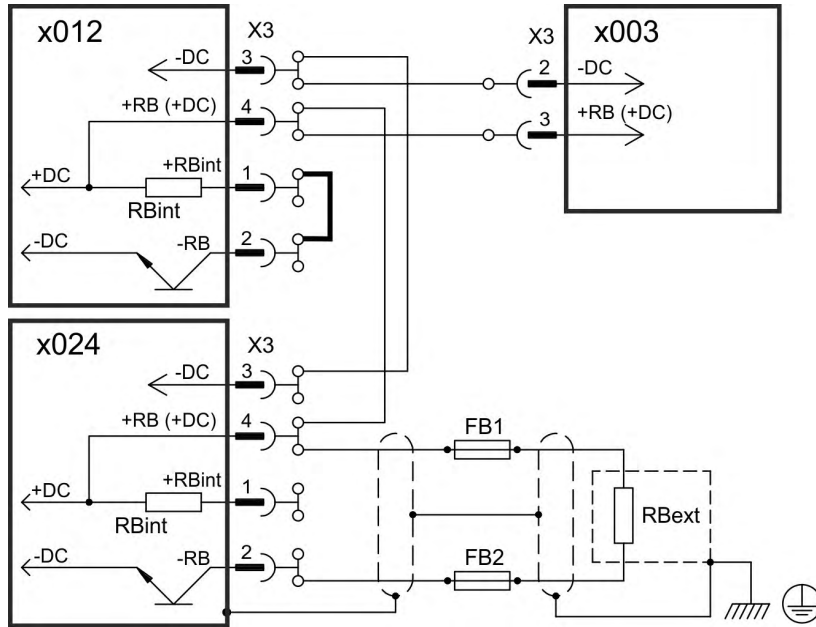 x012
X3
X3
x003
-DC
3
2
-DC
+RB (+DC)
4
3
+RB (+DC)
+DC
+RBint
1
RBint
-DC
-RB
2
x024
X3
-DC
3
+RB (+DC)
4
FB1
+DC
+RBint
1
RBint
RBext
-DC
-RB
2
FB2